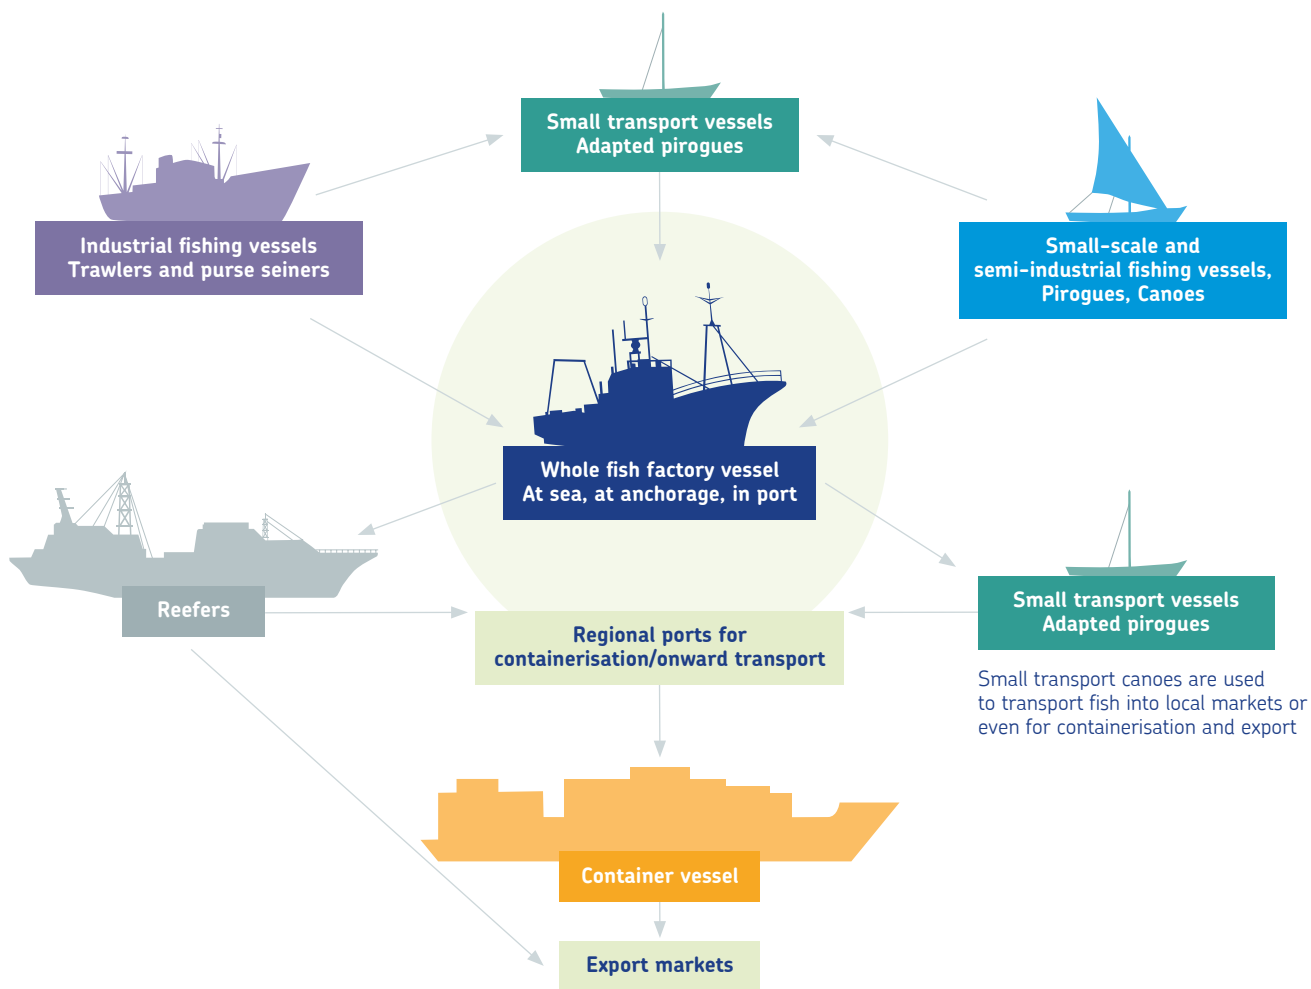 Small transport vessels
Adapted pirogues
Industrial fishing vessels
Trawlers and purse seiners
Small-scale and
semi-industrial fishing vessels,
Pirogues, Canoes
Whole fish factory vessel
At sea, at anchorage, in port
Reefers
Small transport vessels
Adapted pirogues
Regional ports for
containerisation/onward transport
Small transport canoes are used
to transport fish into local markets or
even for containerisation and export
Container vessel
Export markets